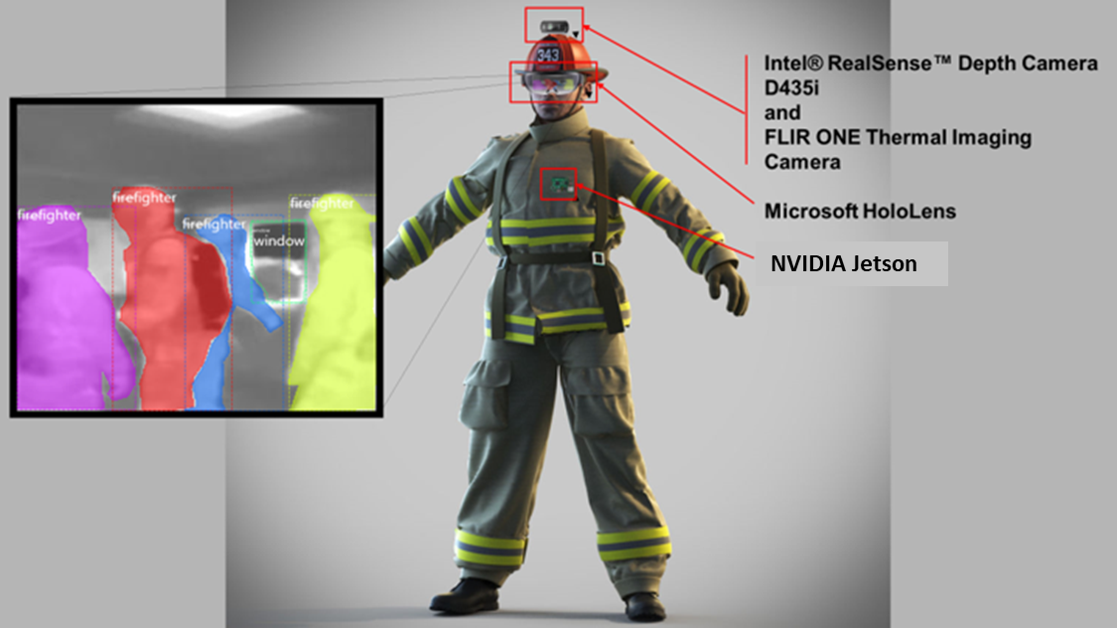 343
Intel® RealSense™ Depth Camera
D435i
and
FLIR ONE Thermal Imaging
Camera
Microsoft HoloLens
NVIDIA Jetson
firefighter
firefighter
firefighter
firefighter
window